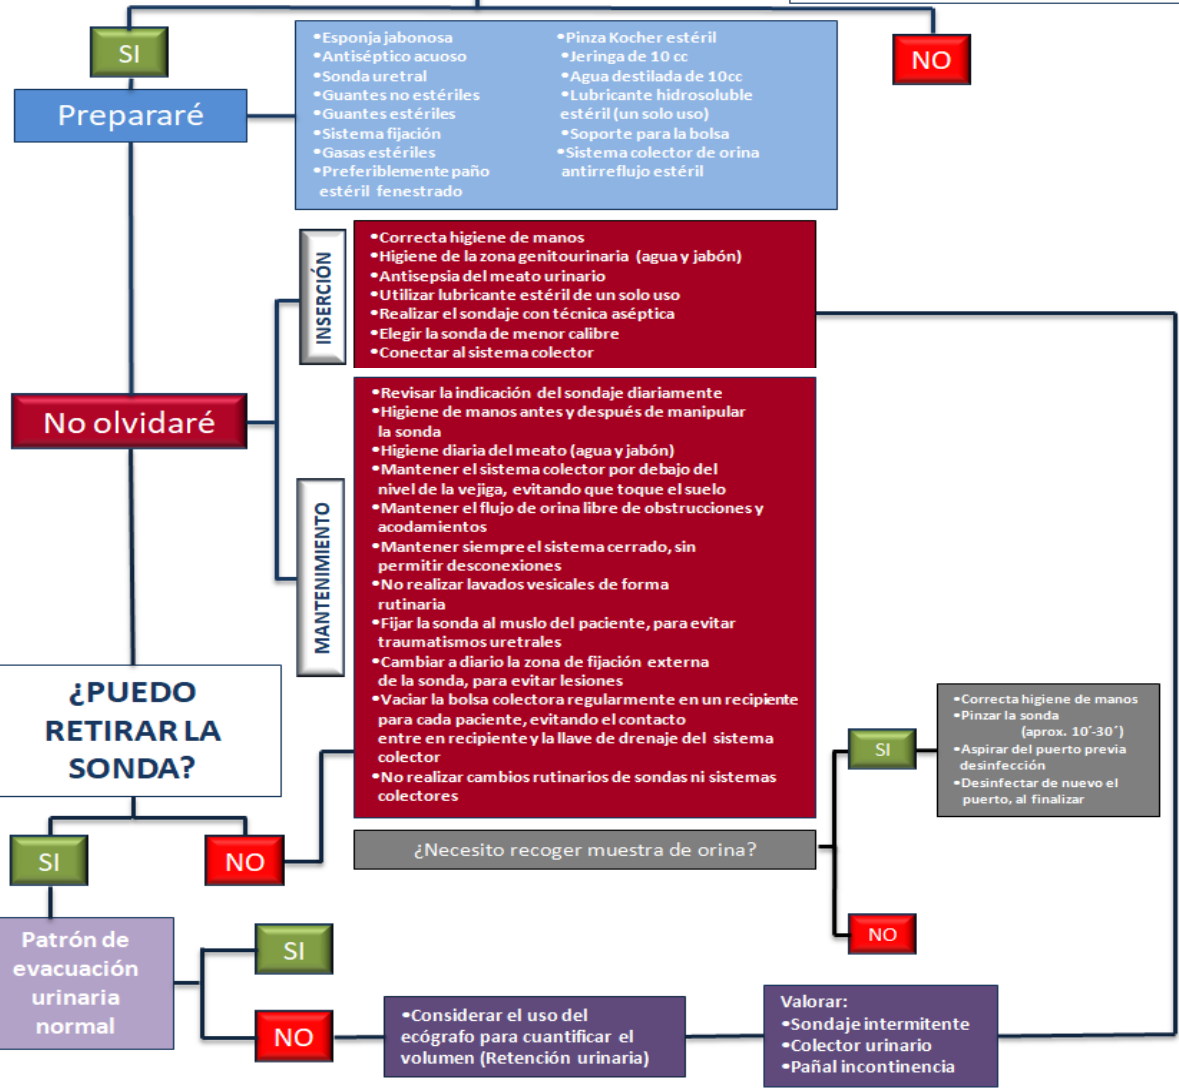 SI
NO
Prepararé
•Esponja jabonosa
•Antiséptico acuoso
•Sonda uretral
•Guantes no estériles
•Guantes estériles
•Sistema fijación
•Gasas estériles
•Preferiblemente paño
estéril fenestrado
•Pinza Kocher estéril
•Jeringa de 10 cc
•Agua destilada de 10cc
•Lubricante hidrosoluble
estéril (un solo uso)
•Soporte para la bolsa
•Sistema colector de orina
antirreflujo estéril
No olvidaré
INSERCIÓN
•Correcta higiene de manos
•Higiene de la zona genitourinaria (agua y jabón)
•Antisepsia del meato urinario
•Utilizar lubricante estéril de un solo uso
•Realizar el sondaje con técnica aséptica
•Elegir la sonda de menor calibre
•Conectar al sistema colector
MANTENIMIENTO
•Revisar la indicación del sondaje diariamente
•Higiene de manos antes y después de manipular
la sonda
•Higiene diaria del meato (agua y jabón)
•Mantener el sistema colector por debajo del
nivel de la vejiga, evitando que toque el suelo
•Mantener el flujo de orina libre de obstrucciones y
acodamientos
•Mantener siempre el sistema cerrado, sin
permitir desconexiones
•No realizar lavados vesicales de forma
rutinaria
•Fijar la sonda al muslo del paciente, para evitar
traumatismos uretrales
•Cambiar a diario la zona de fijación externa
de la sonda, para evitar lesiones
•Vaciar la bolsa colectora regularmente en un recipiente
para cada paciente, evitando el contacto
entre en recipiente y la llave de drenaje del sistema
colector
•No realizar cambios rutinarios de sondas ni sistemas
colectores
¿PUEDO
RETIRAR LA
SONDA?
SI
NO
¿Necesito recoger muestra de orina?
SI
•Correcta higiene de manos
•Pinzar la sonda
(aprox. 10´-30´)
•Aspirar del puerto previa
desinfección
•Desinfectar de nuevo el
puerto, al finalizar
NO
Patrón de
evacuación
urinaria
normal
SI
NO
•Considerar el uso del
ecógrafo para cuantificar el
volumen (Retención urinaria)
Valorar:
•Sondaje intermitente
•Colector urinario
•Pañal incontinencia